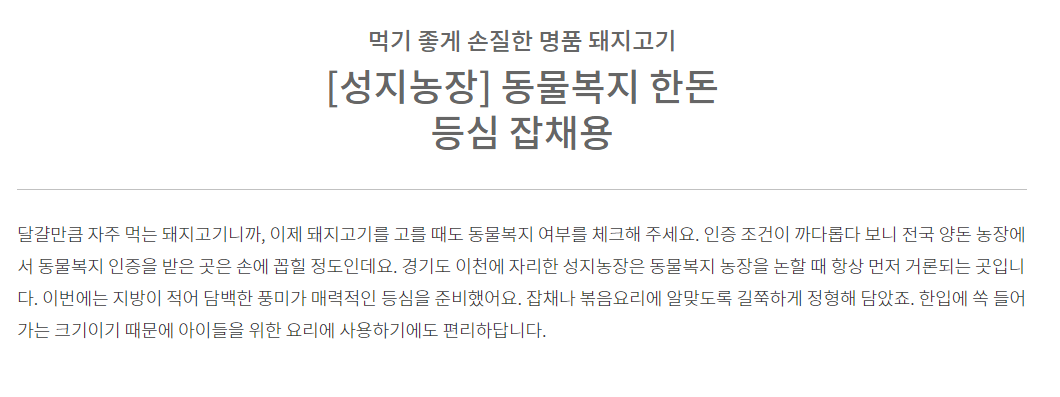 먹기 좋게 손질한 명품 돼지고기
[성지농장] 동물복지 한돈
등심 잡채용
달걀만큼 자주 먹는 돼지고기니까, 이제 돼지고기를 고를 때도 동물복지 여부를 체크해 주세요. 인증 조건이 까다롭다 보니 전국 양돈 농장에
서 동물복지 인증을 받은 곳은 손에 꼽힐 정도인데요. 경기도 이천에 자리한 성지농장은 동물복지 농장을 논할 때 항상 먼저 거론되는 곳입니
다. 이번에는 지방이 적어 담백한 풍미가 매력적인 등심을 준비했어요. 잡채나 볶음요리에 알맞도록 길쭉하게 정형해 담았죠. 한입에 쏙 들어
가는 크기이기 때문에 아이들을 위한 요리에 사용하기에도 편리하답니다.